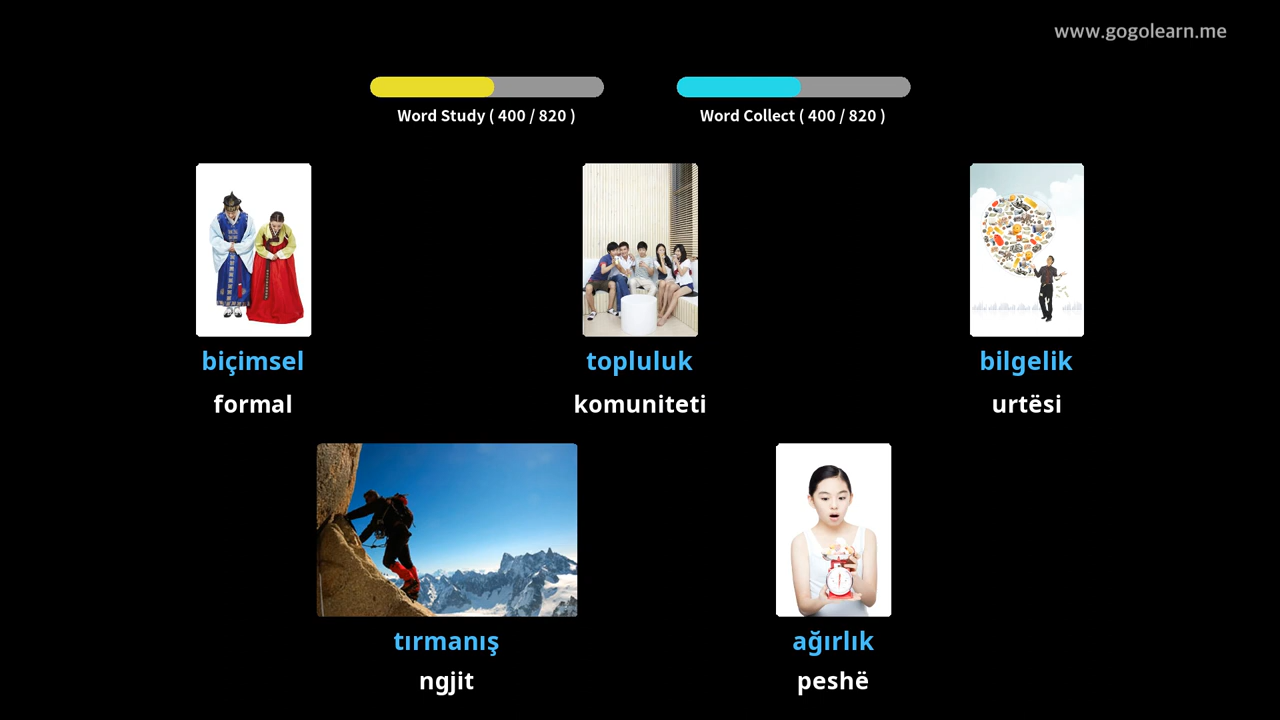 www.gogolearn.me
Word Study ( 400 / 820 )
Word Collect ( 400 / 820 )
biçimsel
formal
topluluk
komuniteti
bilgelik
urtësi
tırmanış
ngjit
ağırlık
peshë